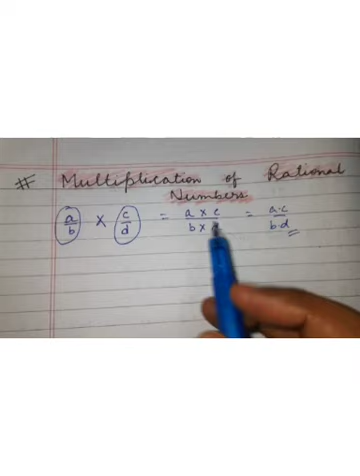 # Multiplication of Rational
Numbers
a/b × c/d = a × c / b × = a·c / b·d